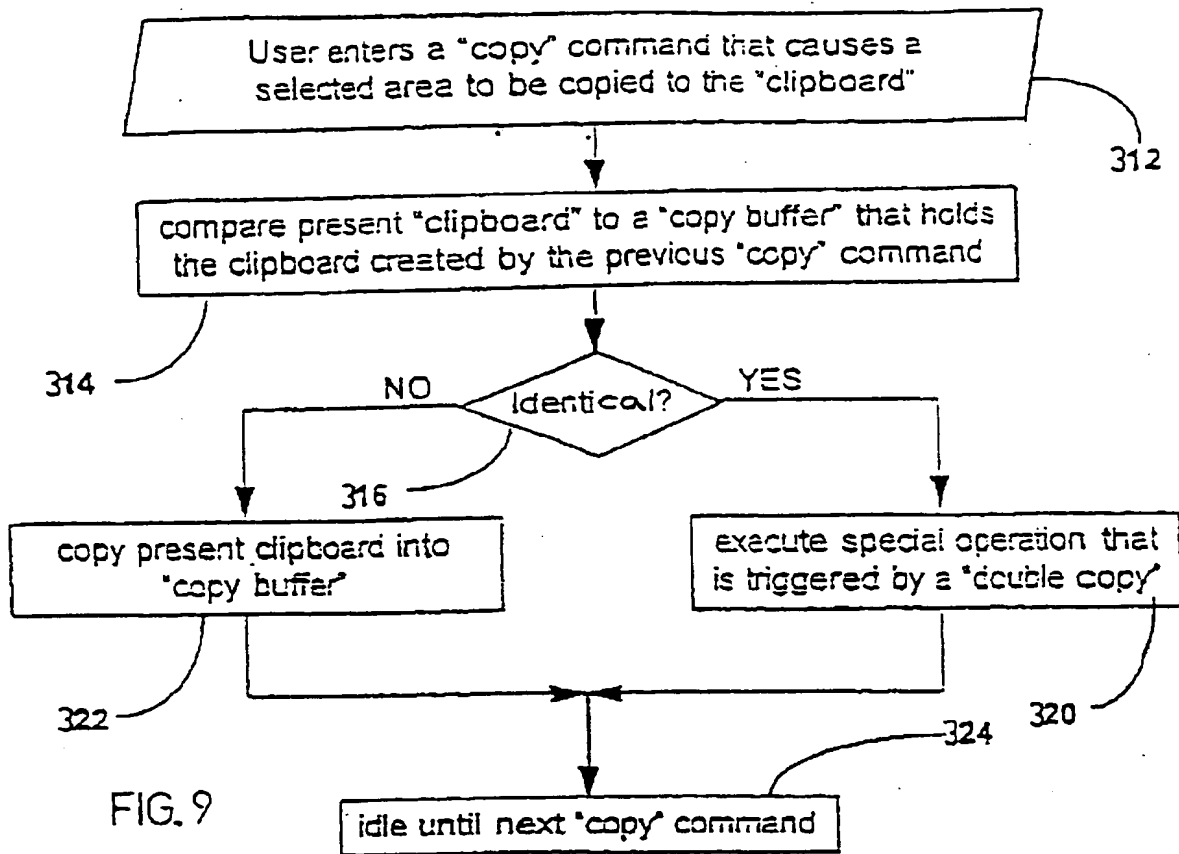 User enters a "copy" command that causes a
selected area to be copied to the "clipboard"
312
compare present "clipboard" to a "copy buffer" that holds
the clipboard created by the previous "copy" command
314
NO
Identical?
YES
316
copy present clipboard into
"copy buffer"
execute special operation that
is triggered by a "double copy"
322
320
324
FIG. 9
idle until next "copy" command